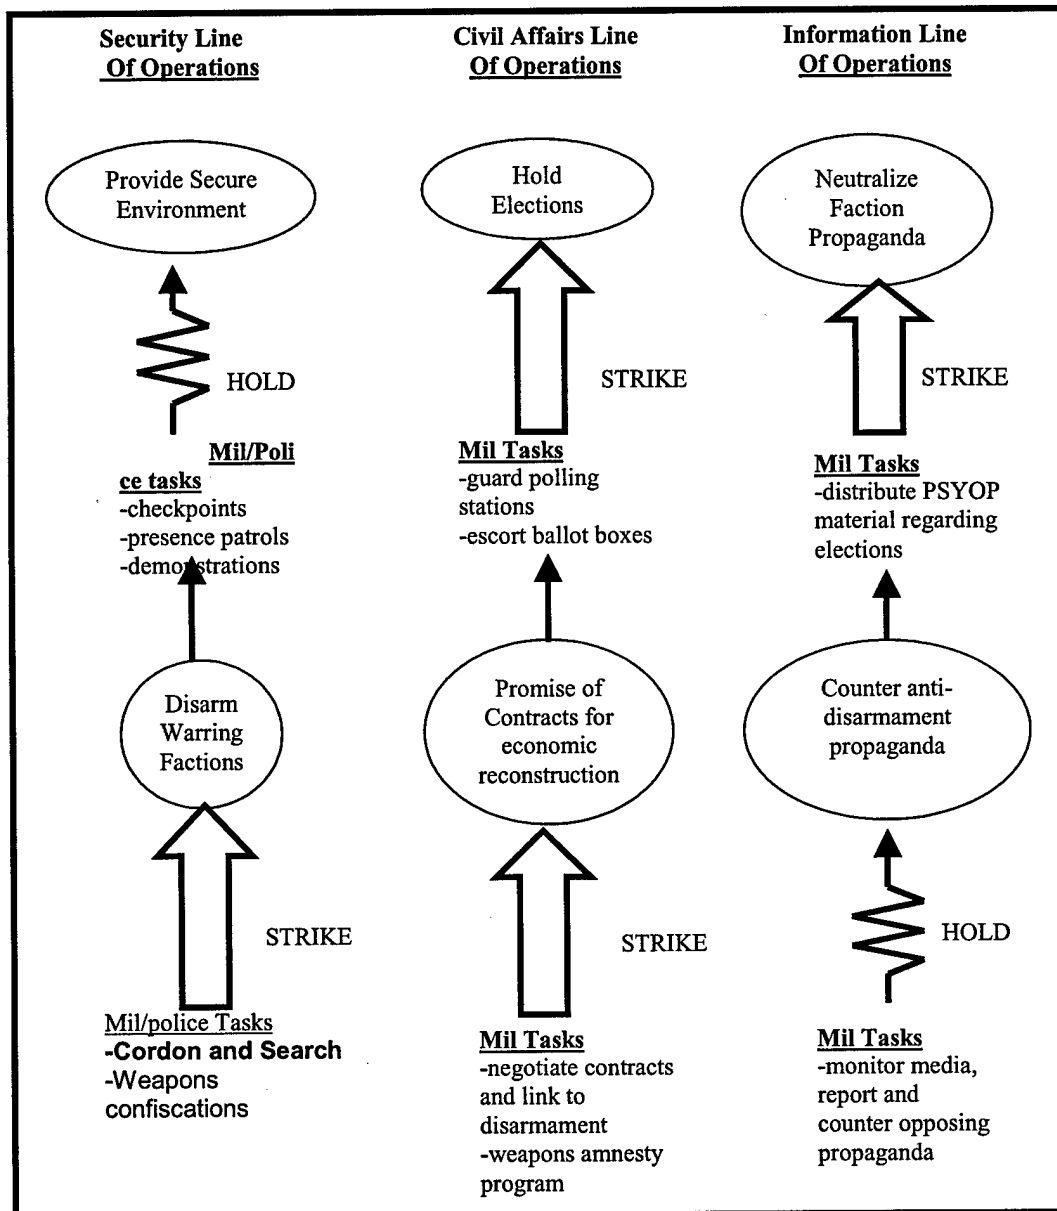 Security Line
Of Operations
Provide Secure
Environment
HOLD
Mil/Poli
ce tasks
-checkpoints
-presence patrols
-demonstrations
Disarm
Warring
Factions
STRIKE
Mil/police Tasks
-Cordon and Search
-Weapons
confiscations
Civil Affairs Line
Of Operations
Hold
Elections
STRIKE
Mil Tasks
-guard polling
stations
-escort ballot boxes
Promise of
Contracts for
economic
reconstruction
STRIKE
Mil Tasks
-negotiate contracts
and link to
disarmament
-weapons amnesty
program
Information Line
Of Operations
Neutralize
Faction
Propaganda
STRIKE
Mil Tasks
-distribute PSYOP
material regarding
elections
Counter anti-
disarmament
propaganda
HOLD
Mil Tasks
-monitor media,
report and
counter opposing
propaganda